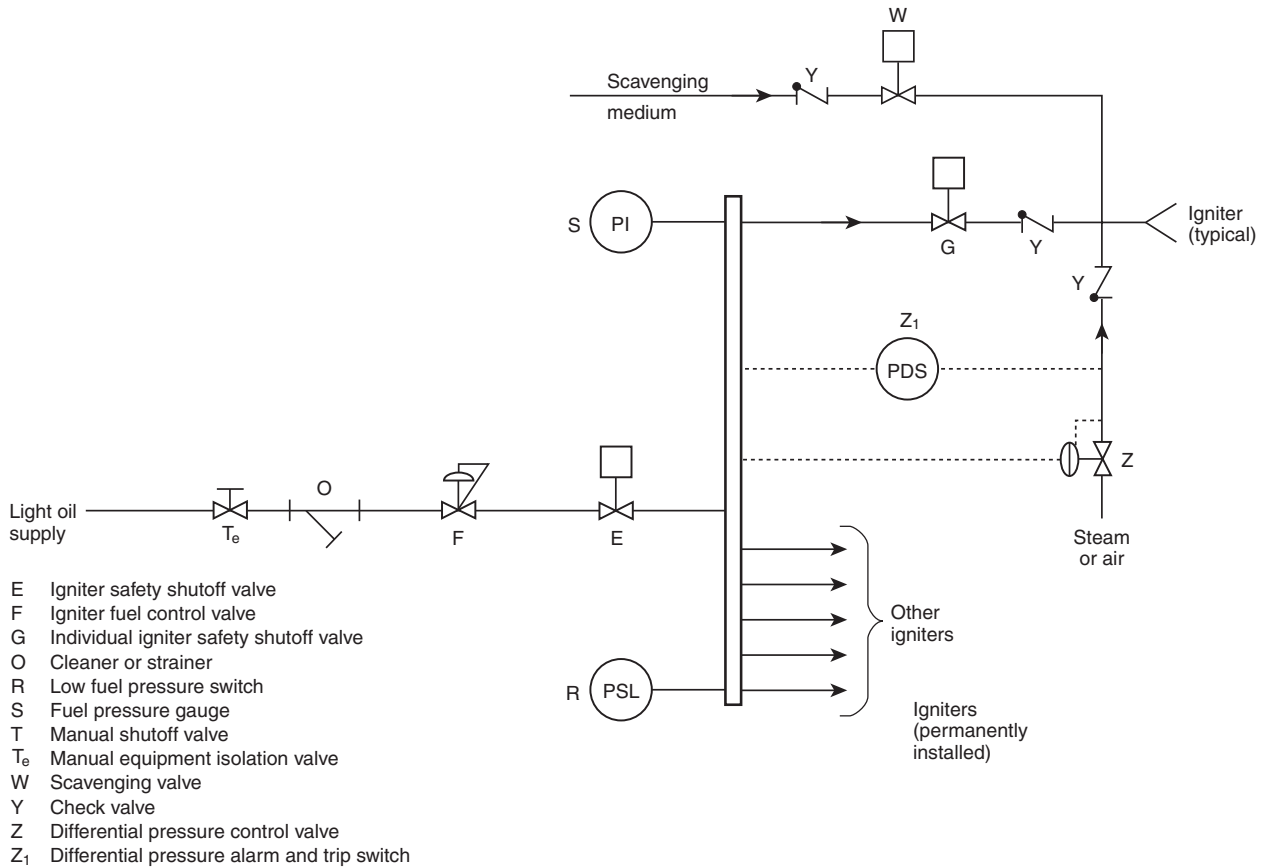 W
Scavenging
medium
Y
S
PI
G
Y
Igniter
(typical)
Y
Z₁
PDS
Z
Steam
or air
Light oil
supply
Tₑ
O
F
E
Other
igniters
R
PSL
Igniters
(permanently
installed)
E Igniter safety shutoff valve
F Igniter fuel control valve
G Individual igniter safety shutoff valve
O Cleaner or strainer
R Low fuel pressure switch
S Fuel pressure gauge
T Manual shutoff valve
Tₑ Manual equipment isolation valve
W Scavenging valve
Y Check valve
Z Differential pressure control valve
Z₁ Differential pressure alarm and trip switch